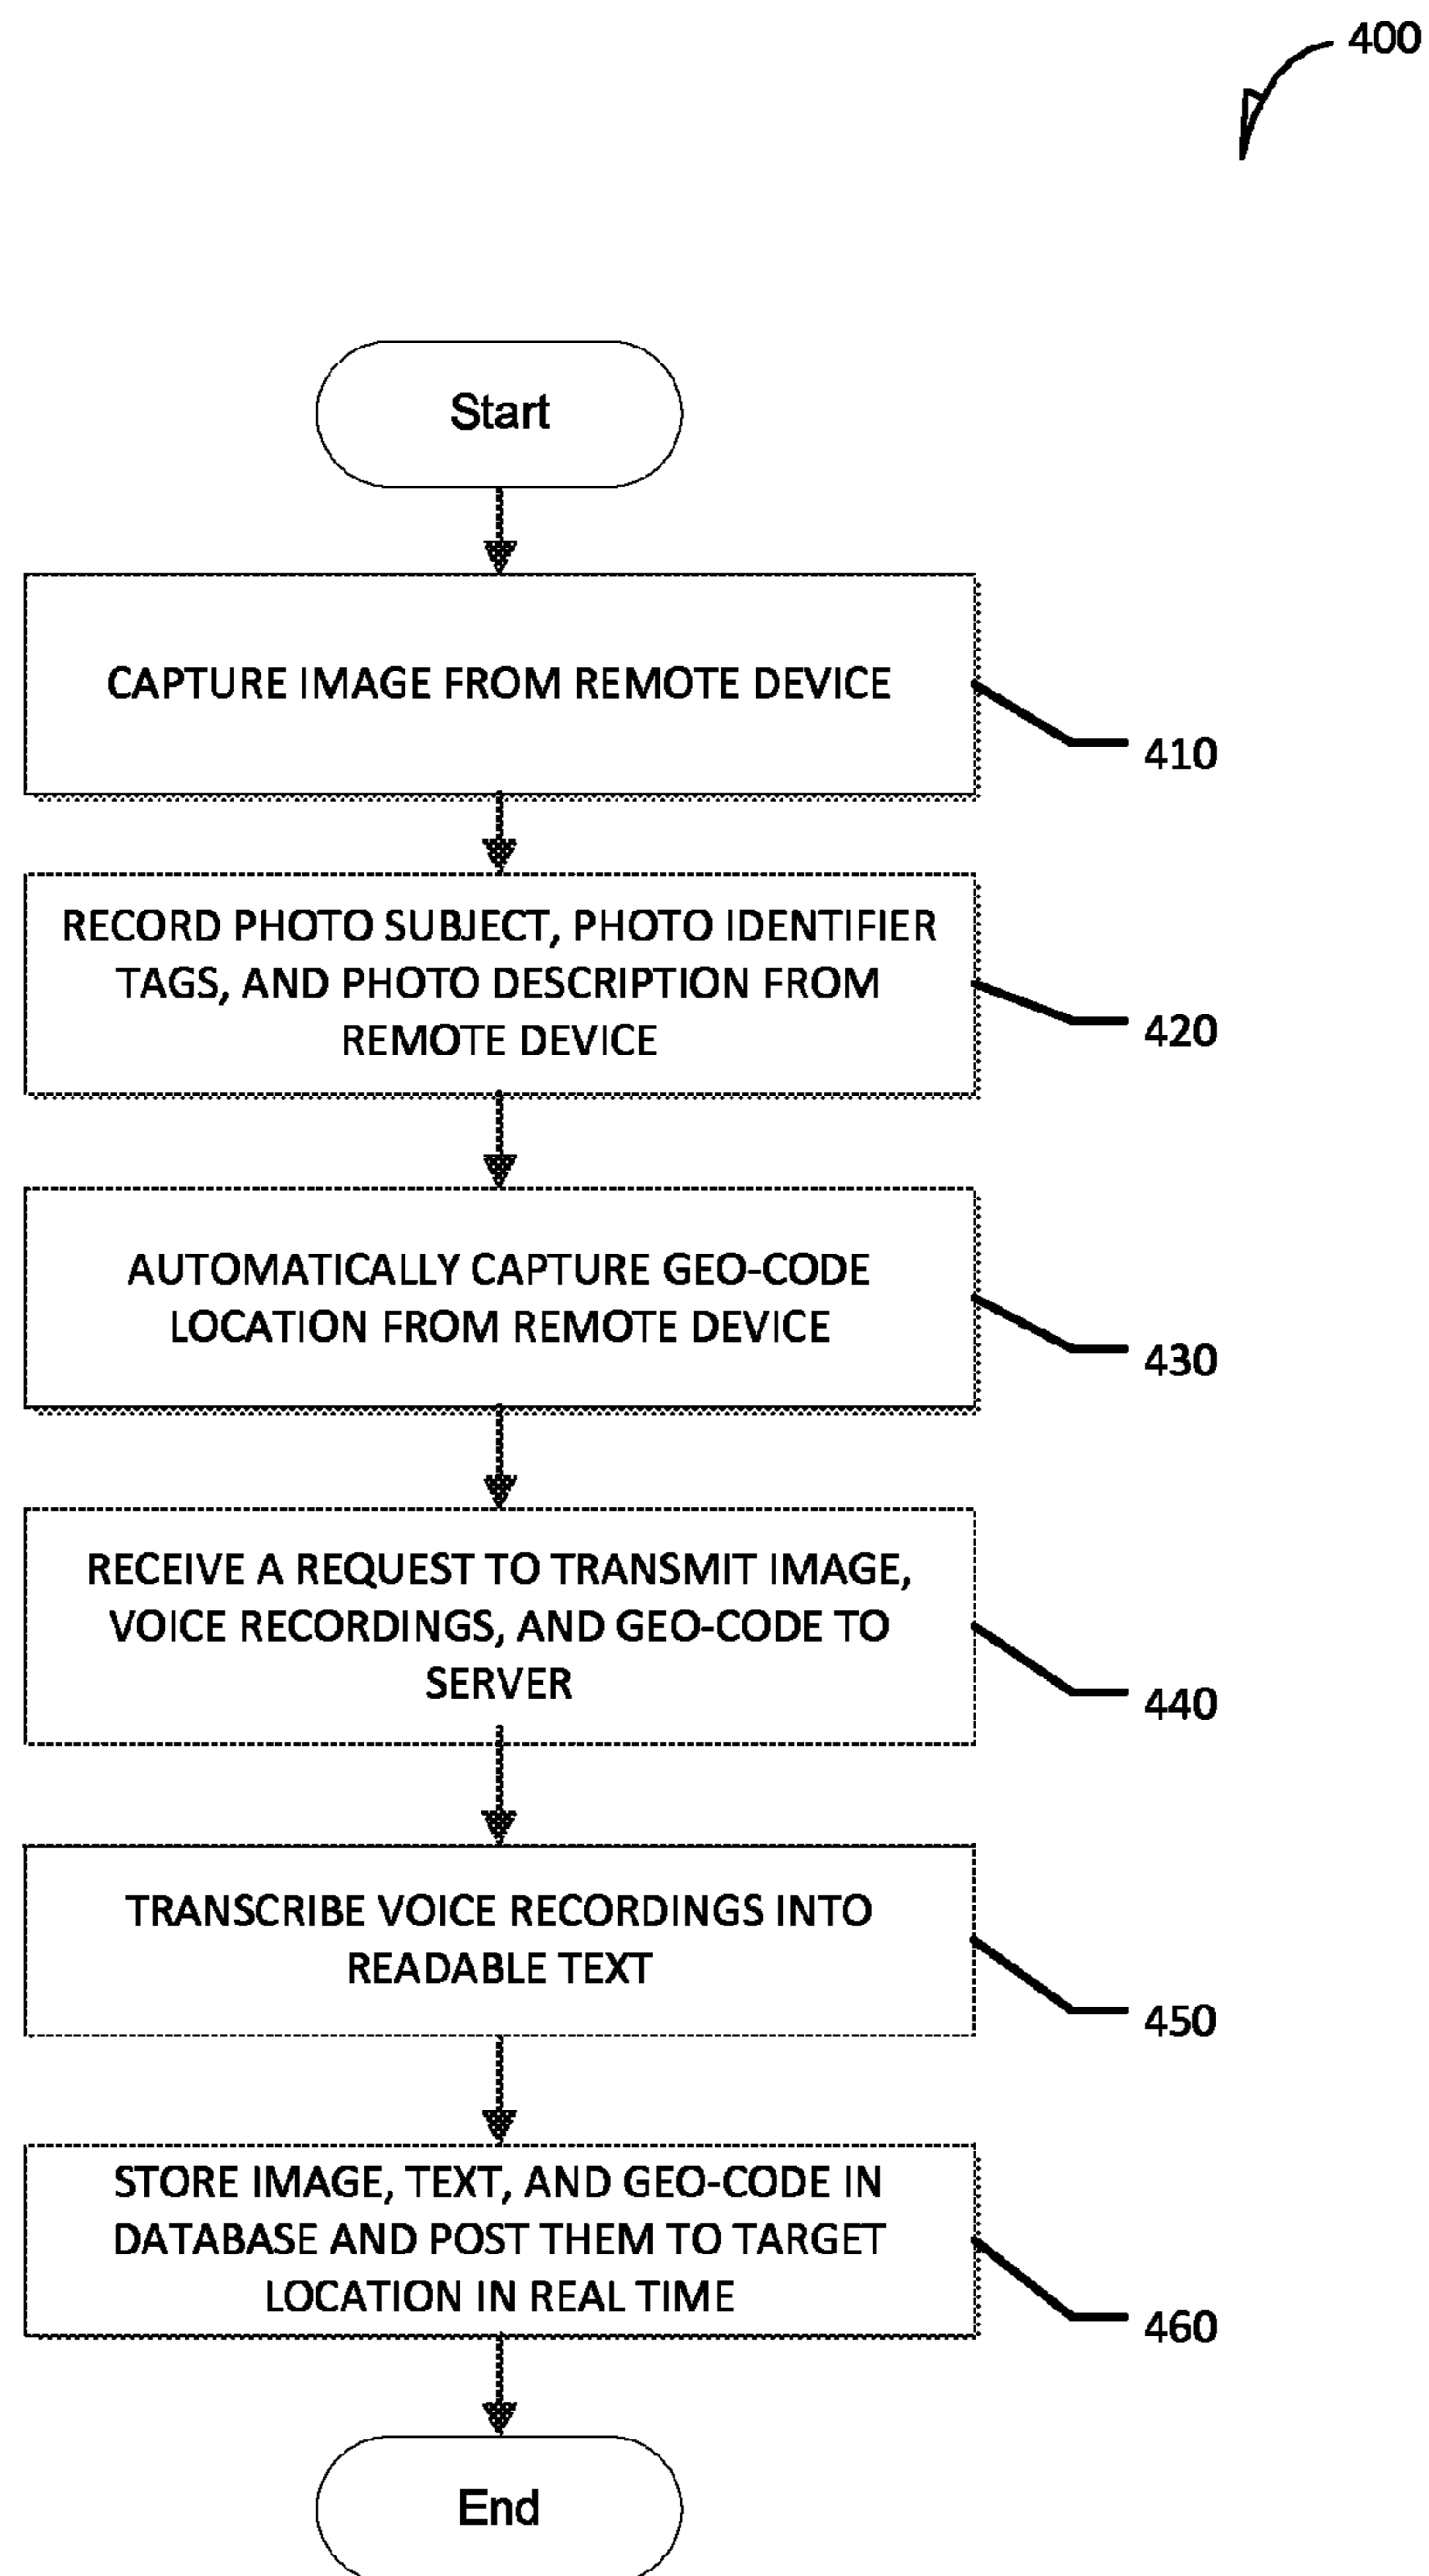 400
Start
CAPTURE IMAGE FROM REMOTE DEVICE
410
RECORD PHOTO SUBJECT, PHOTO IDENTIFIER
TAGS, AND PHOTO DESCRIPTION FROM
REMOTE DEVICE
420
AUTOMATICALLY CAPTURE GEO-CODE
LOCATION FROM REMOTE DEVICE
430
RECEIVE A REQUEST TO TRANSMIT IMAGE,
VOICE RECORDINGS, AND GEO-CODE TO
SERVER
440
TRANSCRIBE VOICE RECORDINGS INTO
READABLE TEXT
450
STORE IMAGE, TEXT, AND GEO-CODE IN
DATABASE AND POST THEM TO TARGET
LOCATION IN REAL TIME
460
End